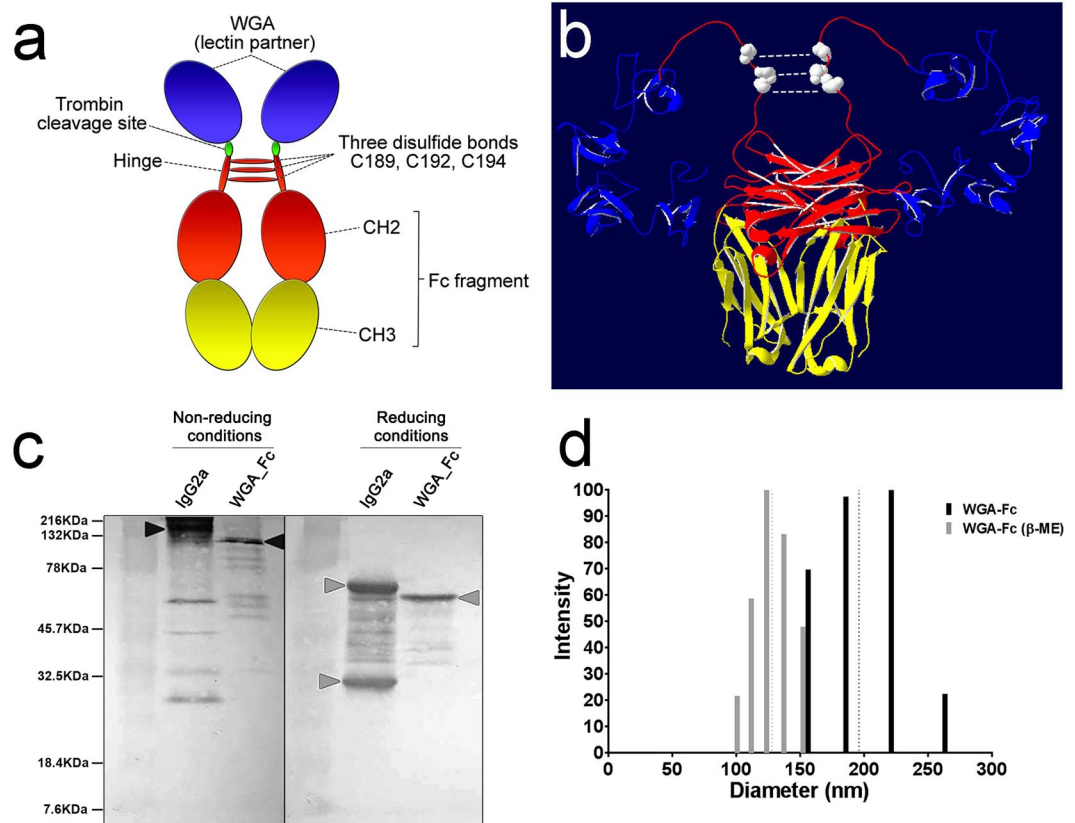 a
WGA
(lectin partner)
Trombin
cleavage site
Hinge
Three disulfide bonds
C189, C192, C194
CH2
Fc fragment
CH3
b
c
Non-reducing
conditions
Reducing
conditions
IgG2a
WGA_Fc
IgG2a
WGA_Fc
216KDa
132KDa
78KDa
45.7KDa
32.5KDa
18.4KDa
7.6KDa
d
Intensity
100
90
80
70
60
50
40
30
20
10
0
0 50 100 150 200 250 300
Diameter (nm)
WGA-Fc
WGA-Fc (β-ME)